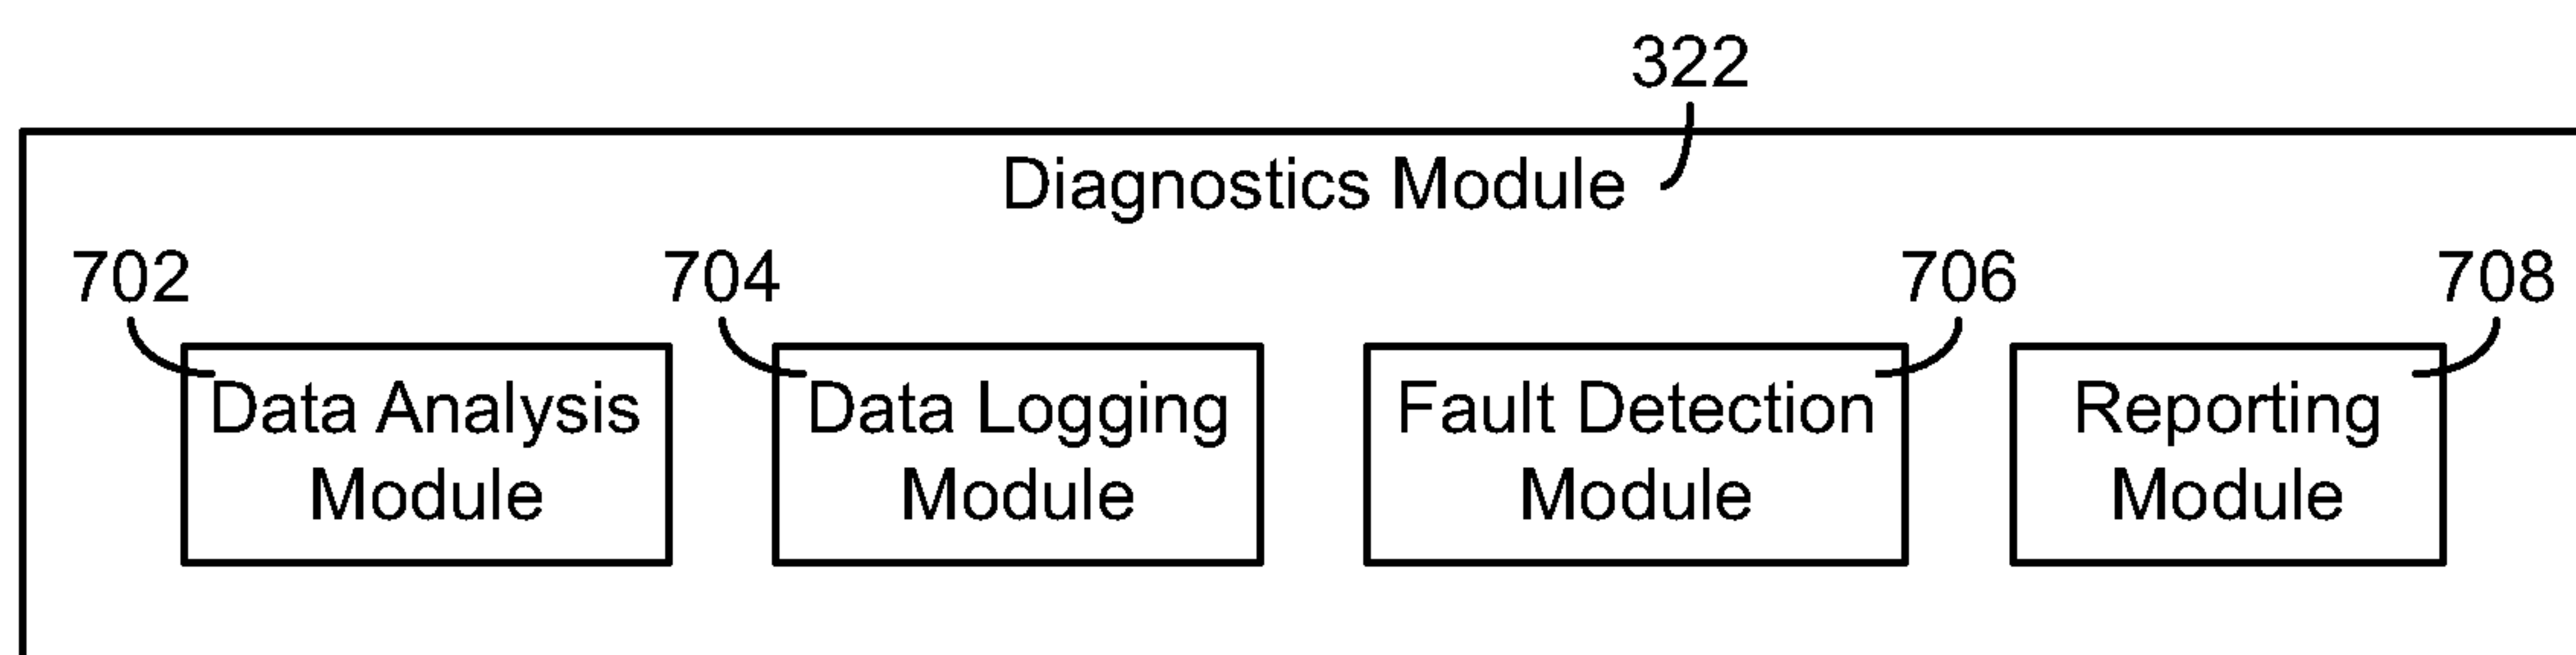 322
Diagnostics Module
702
704
706
708
Data Analysis
Module
Data Logging
Module
Fault Detection
Module
Reporting
Module